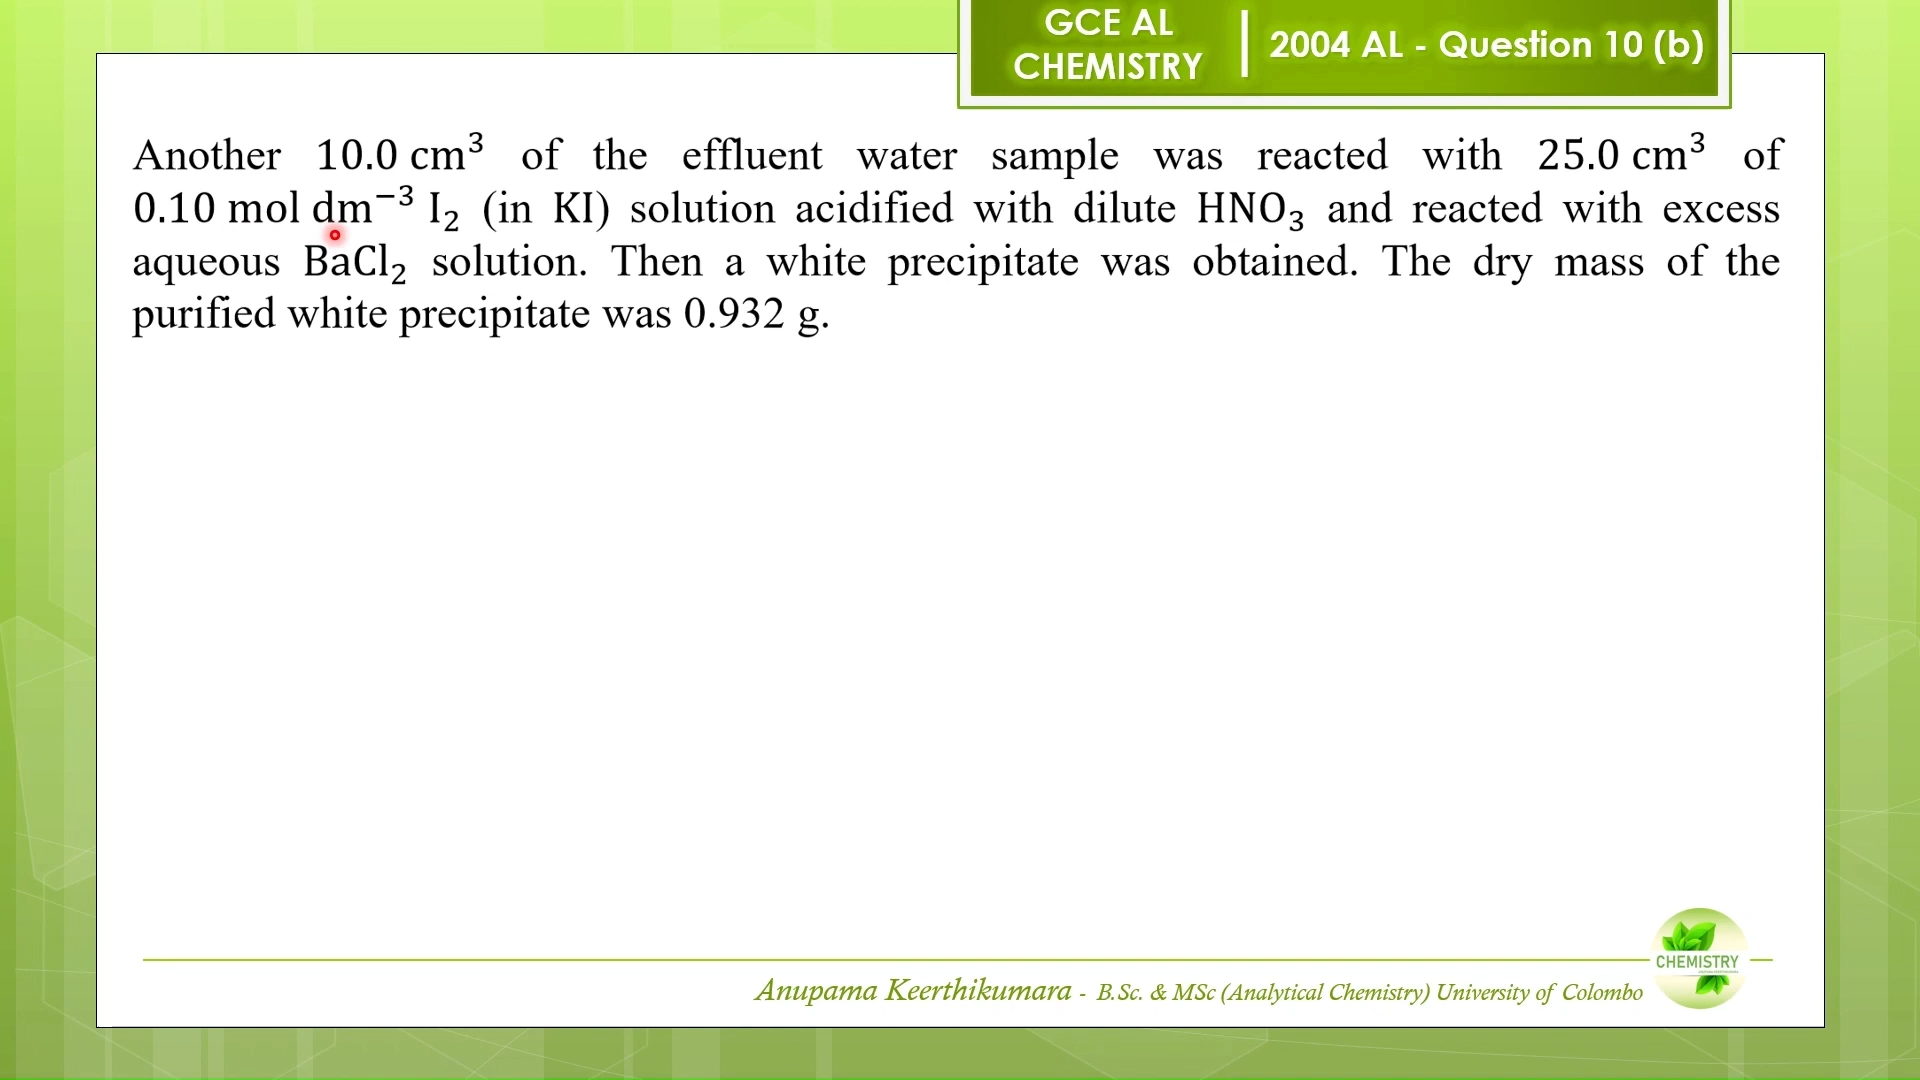 GCE AL
CHEMISTRY
2004 AL - Question 10 (b)
Another 10.0 cm³ of the effluent water sample was reacted with 25.0 cm³ of
0.10 mol dm⁻³ I₂ (in KI) solution acidified with dilute HNO₃ and reacted with excess
aqueous BaCl₂ solution. Then a white precipitate was obtained. The dry mass of the
purified white precipitate was 0.932 g.
CHEMISTRY
Anupama Keerthikumara - B.Sc. & MSc (Analytical Chemistry) University of Colombo